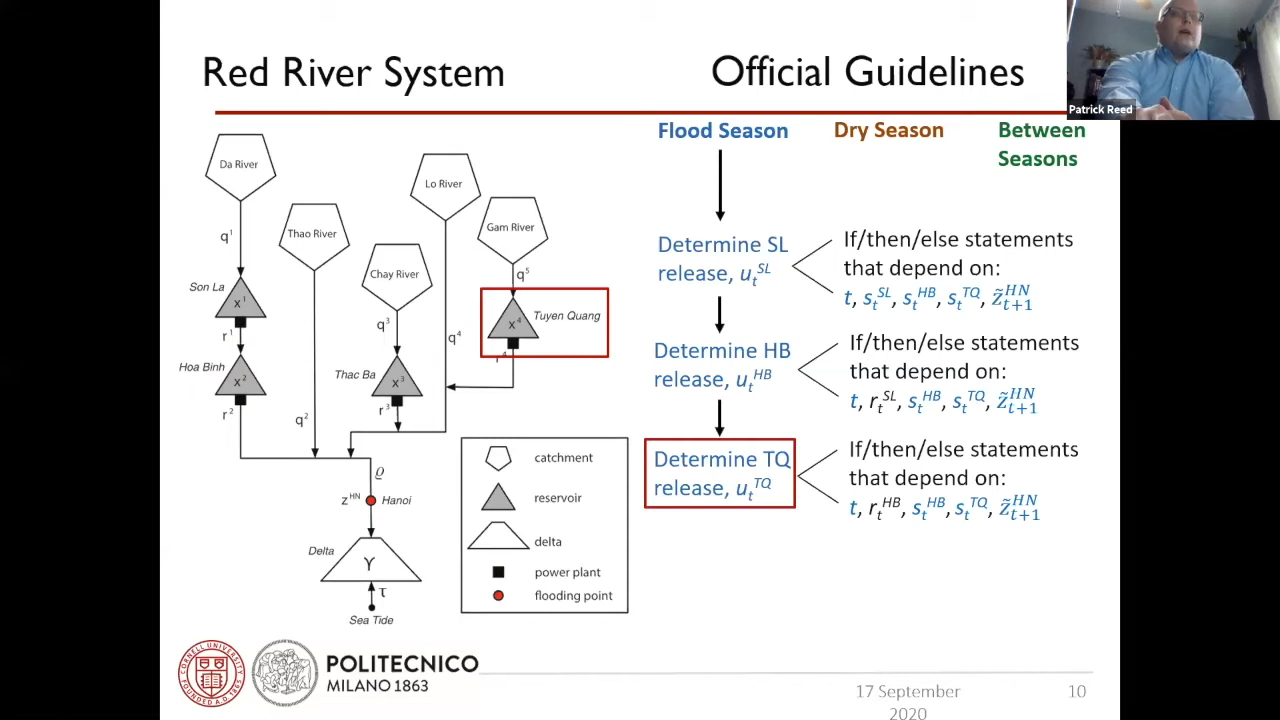 Red River System
Official Guidelines
Patrick Reed
Flood Season
Dry Season
Between
Seasons
Da River
Thao River
Lo River
Chay River
Gam River
q¹
q⁵
Son La
x¹
r¹
Hoa Binh
x²
r²
q²
q³
Thac Ba
x³
r³
q⁴
x⁴
Tuyen Quang
r⁴
ϱ
z^HN
Hanoi
Delta
ϒ
τ
Sea Tide
catchment
reservoir
delta
power plant
flooding point
Determine SL
release, u_t^SL
If/then/else statements
that depend on:
t, s_t^SL, s_t^HB, s_t^TQ, z̃_{t+1}^HN
Determine HB
release, u_t^HB
If/then/else statements
that depend on:
t, r_t^SL, s_t^HB, s_t^TQ, z̃_{t+1}^HN
Determine TQ
release, u_t^TQ
If/then/else statements
that depend on:
t, r_t^HB, s_t^HB, s_t^TQ, z̃_{t+1}^HN
CORNELL UNIVERSITY
FOUNDED A.D. 1865
POLITECNICO
MILANO 1863
17 September
2020
10